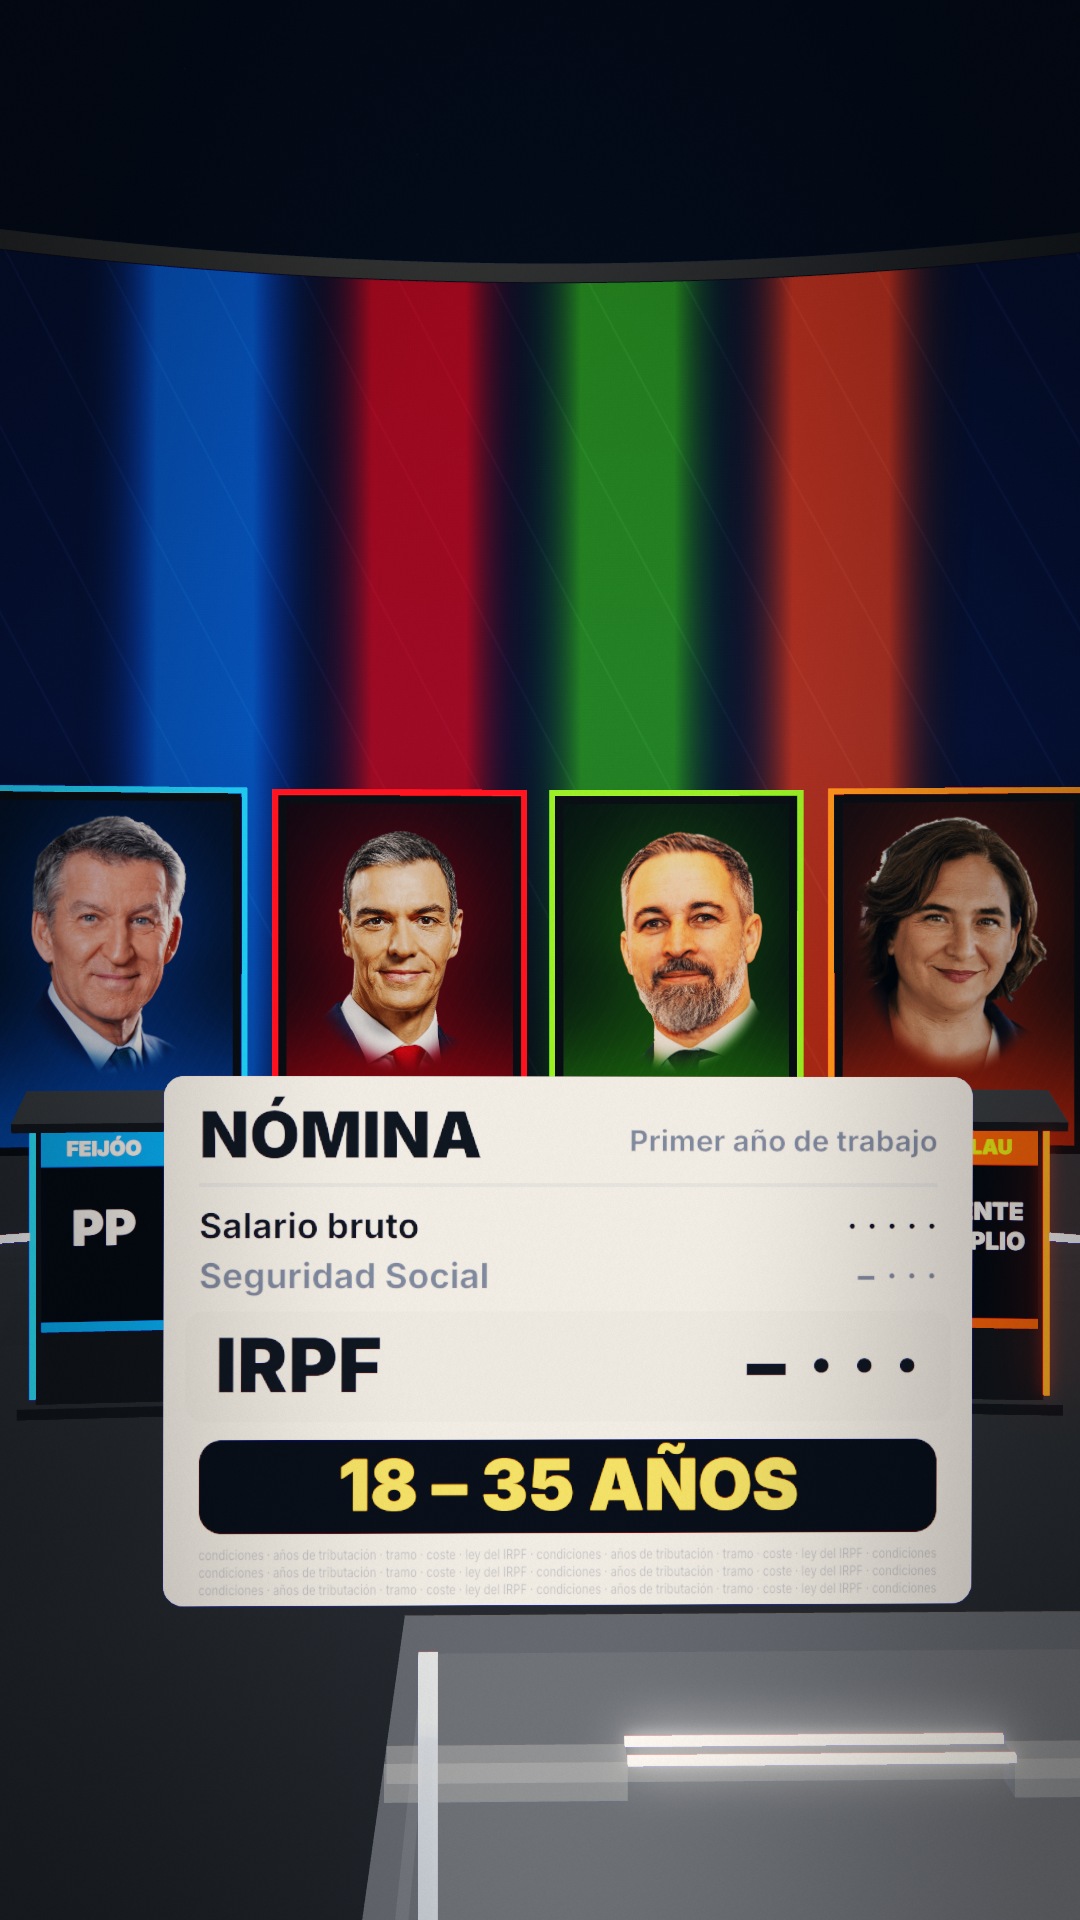 FEIJÓO
PP
LAU
NTE
PLIO
NÓMINA
Primer año de trabajo
Salario bruto · · · · ·
Seguridad Social – · · ·
IRPF – · · ·
18 – 35 AÑOS
condiciones · años de tributación · tramo · coste · ley del IRPF · condiciones · años de tributación · tramo · coste · ley del IRPF · condiciones
condiciones · años de tributación · tramo · coste · ley del IRPF · condiciones · años de tributación · tramo · coste · ley del IRPF · condiciones
condiciones · años de tributación · tramo · coste · ley del IRPF · condiciones · años de tributación · tramo · coste · ley del IRPF · condiciones